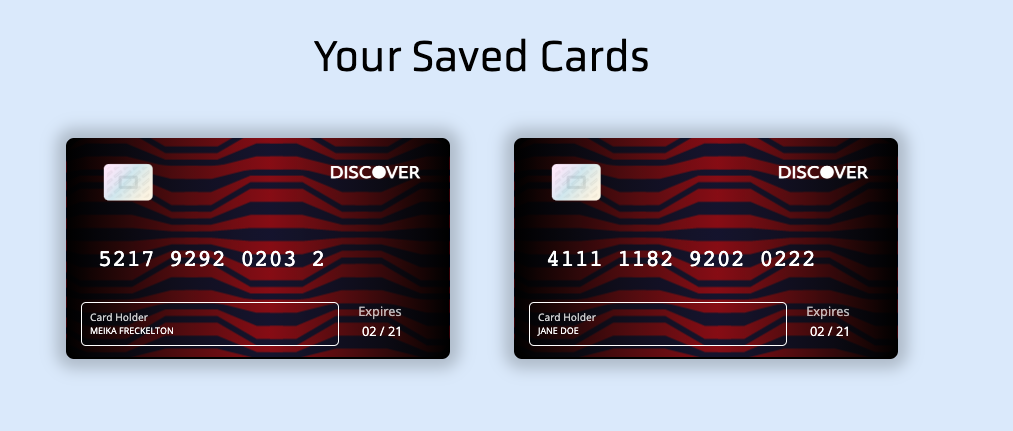 Your Saved Cards
DISCOVER
5217 9292 0203 2
Card Holder
MEIKA FRECKELTON
Expires
02 / 21
DISCOVER
4111 1182 9202 0222
Card Holder
JANE DOE
Expires
02 / 21